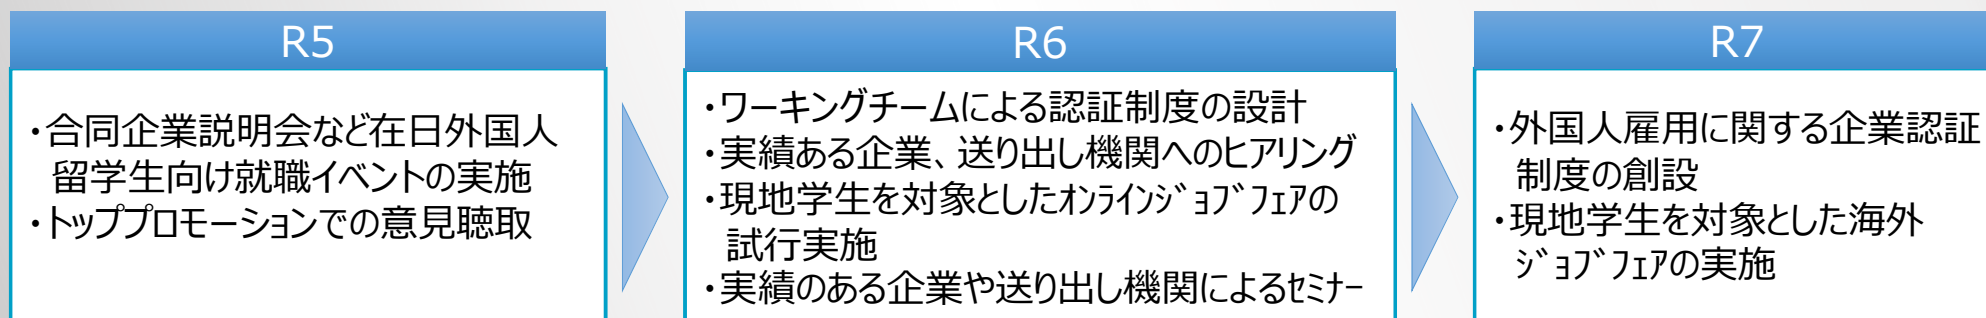 R5
・合同企業説明会など在日外国人
留学生向け就職イベントの実施
・トッププロモーションでの意見聴取
R6
・ワーキングチームによる認証制度の設計
・実績ある企業、送り出し機関へのヒアリング
・現地学生を対象としたｵﾝﾗｲﾝｼﾞｮﾌﾞﾌｪｱの
試行実施
・実績のある企業や送り出し機関によるｾﾐﾅｰ
R7
・外国人雇用に関する企業認証
制度の創設
・現地学生を対象とした海外
ｼﾞｮﾌﾞﾌｪｱの実施